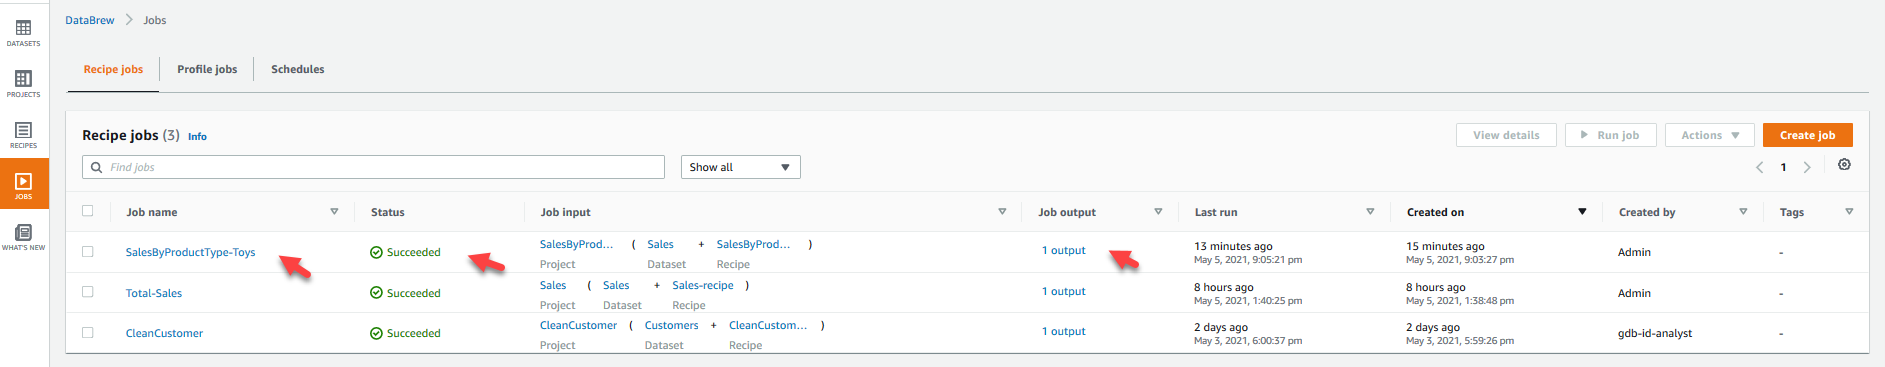 DataBrew > Jobs
DATASETS
PROJECTS
RECIPES
JOBS
WHAT'S NEW
Recipe jobs Profile jobs Schedules
Recipe jobs (3) Info View details Run job Actions Create job
Find jobs Show all 1
Job name Status Job input Job output Last run Created on Created by Tags
SalesByProductType-Toys Succeeded SalesByProd... ( Sales + SalesByProd... ) 1 output 13 minutes ago 15 minutes ago Admin -
Project Dataset Recipe May 5, 2021, 9:05:21 pm May 5, 2021, 9:03:27 pm
Total-Sales Succeeded Sales ( Sales + Sales-recipe ) 1 output 8 hours ago 8 hours ago Admin -
Project Dataset Recipe May 5, 2021, 1:40:25 pm May 5, 2021, 1:38:48 pm
CleanCustomer Succeeded CleanCustomer ( Customers + CleanCustom... ) 1 output 2 days ago 2 days ago gdb-id-analyst -
Project Dataset Recipe May 3, 2021, 6:00:37 pm May 3, 2021, 5:59:26 pm